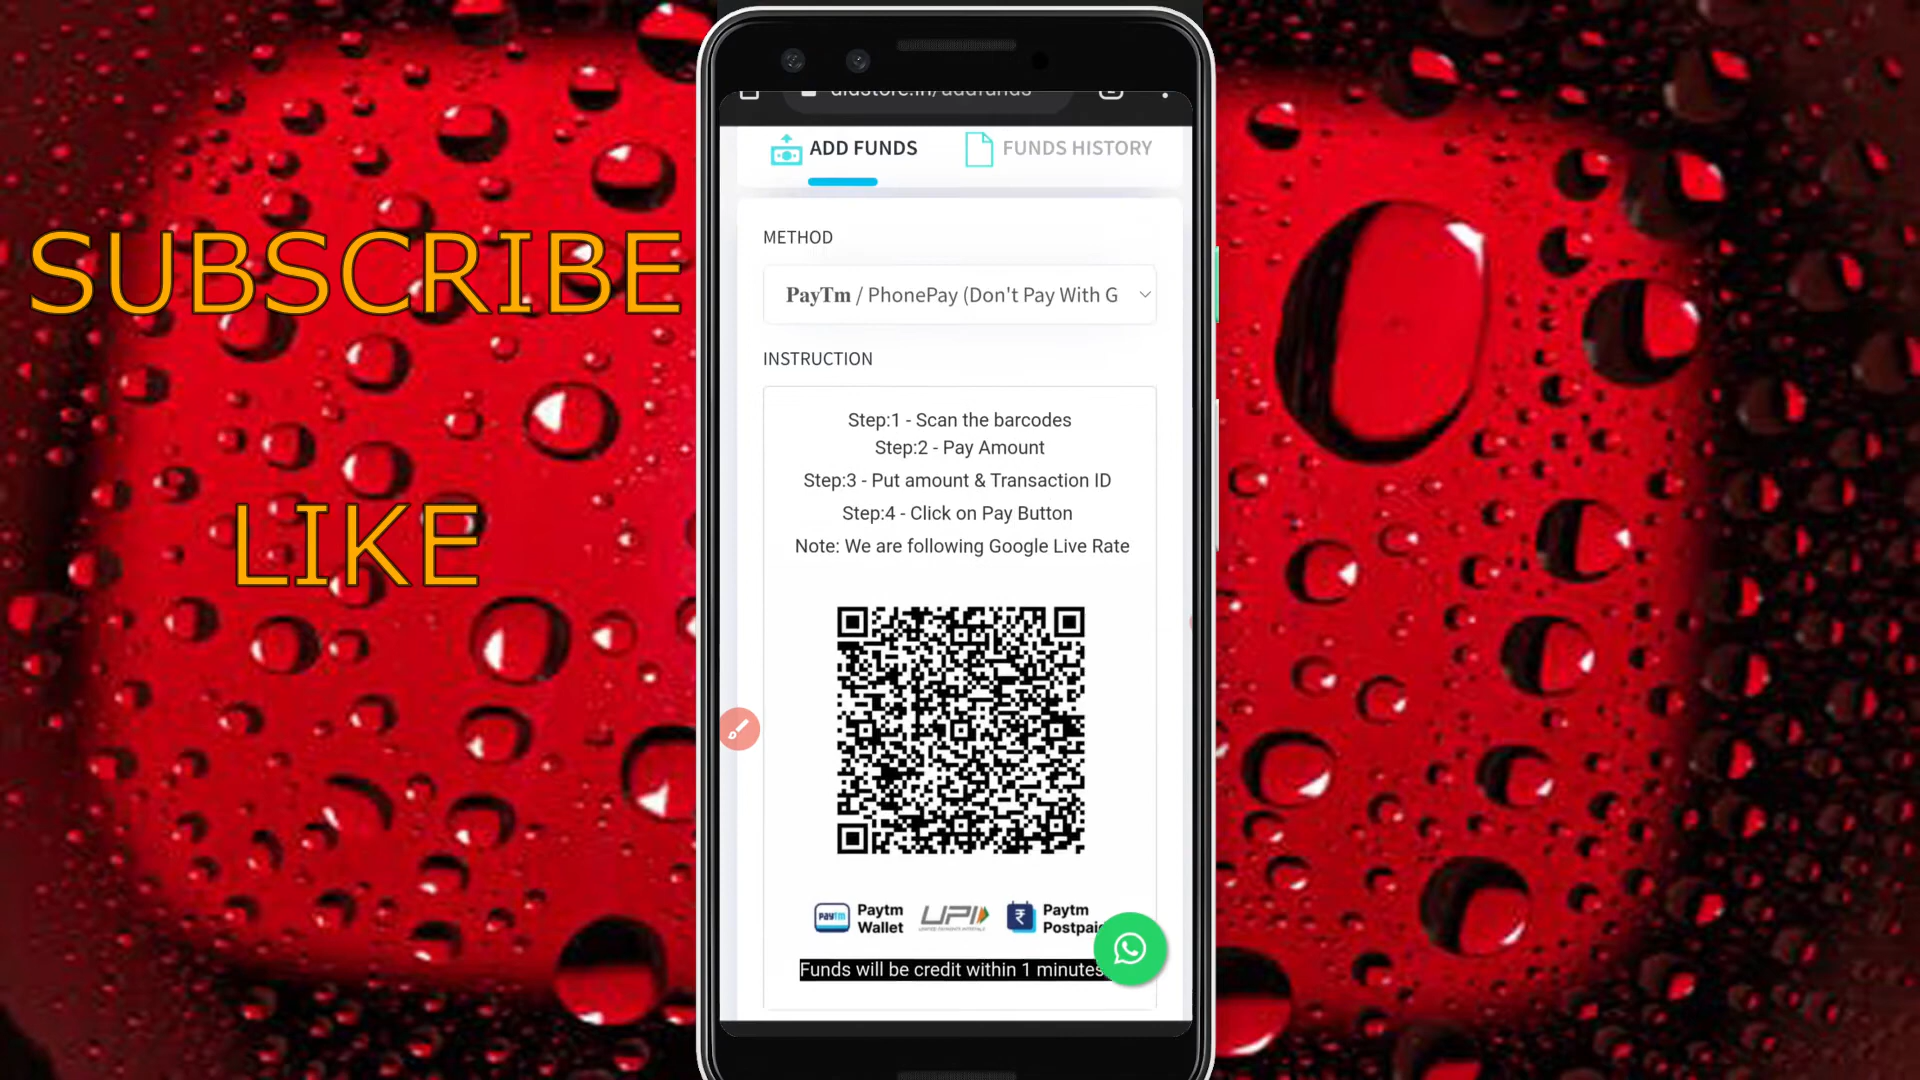 SUBSCRIBE
LIKE
ADD FUNDS
FUNDS HISTORY
METHOD
PayTm / PhonePay (Don't Pay With G
INSTRUCTION
Step:1 - Scan the barcodes
Step:2 - Pay Amount
Step:3 - Put amount & Transaction ID
Step:4 - Click on Pay Button
Note: We are following Google Live Rate
PayTM
Paytm
Wallet
UPI
Paytm
Postpaid
Funds will be credit within 1 minutes